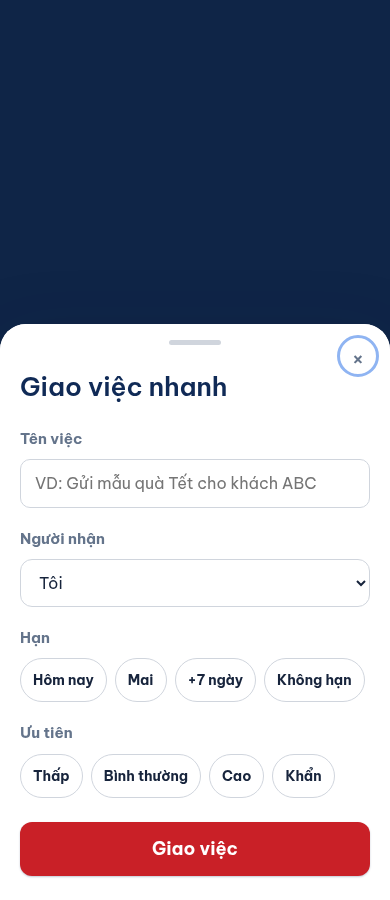 ×
Giao việc nhanh
Tên việc
VD: Gửi mẫu quà Tết cho khách ABC
Người nhận
Tôi
Hạn
Hôm nay Mai +7 ngày Không hạn
Ưu tiên
Thấp Bình thường Cao Khẩn
Giao việc